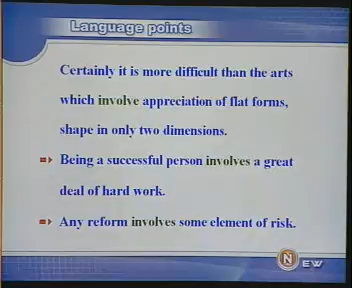 Language points
Certainly it is more difficult than the arts
which involve appreciation of flat forms,
shape in only two dimensions.
Being a successful person involves a great
deal of hard work.
Any reform involves some element of risk.
N EW